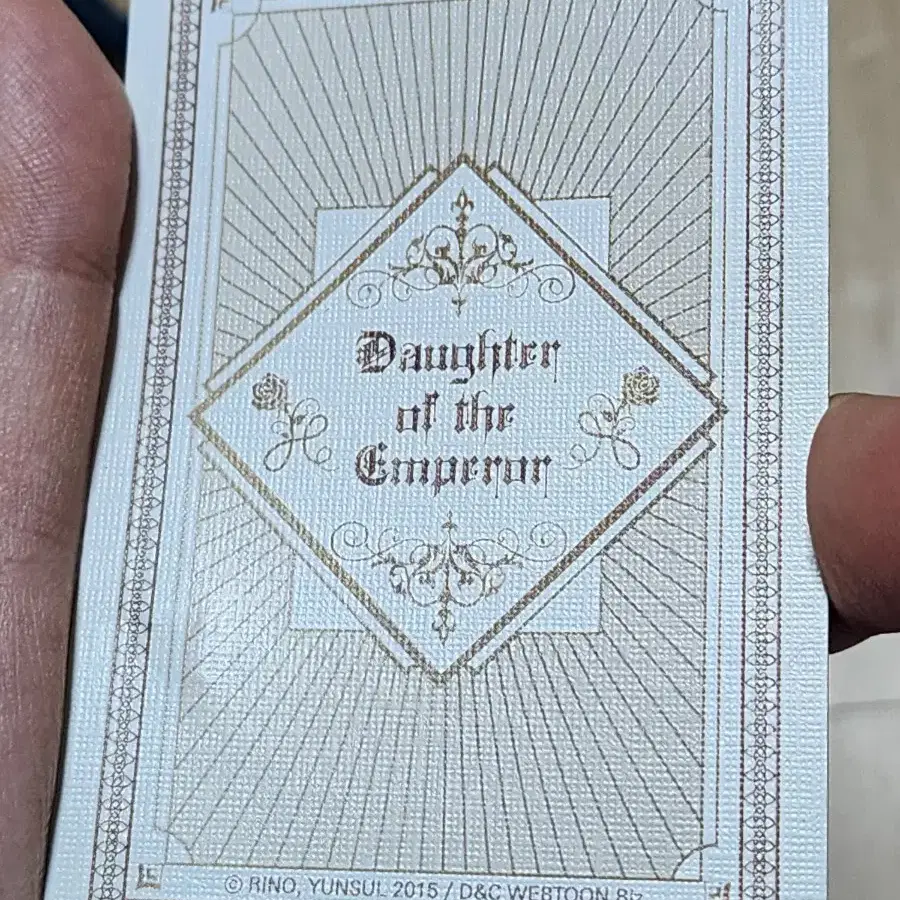 Daughter
of the
Emperor
© RINO, YUNSUL 2015 / D&C WEBTOON Biz